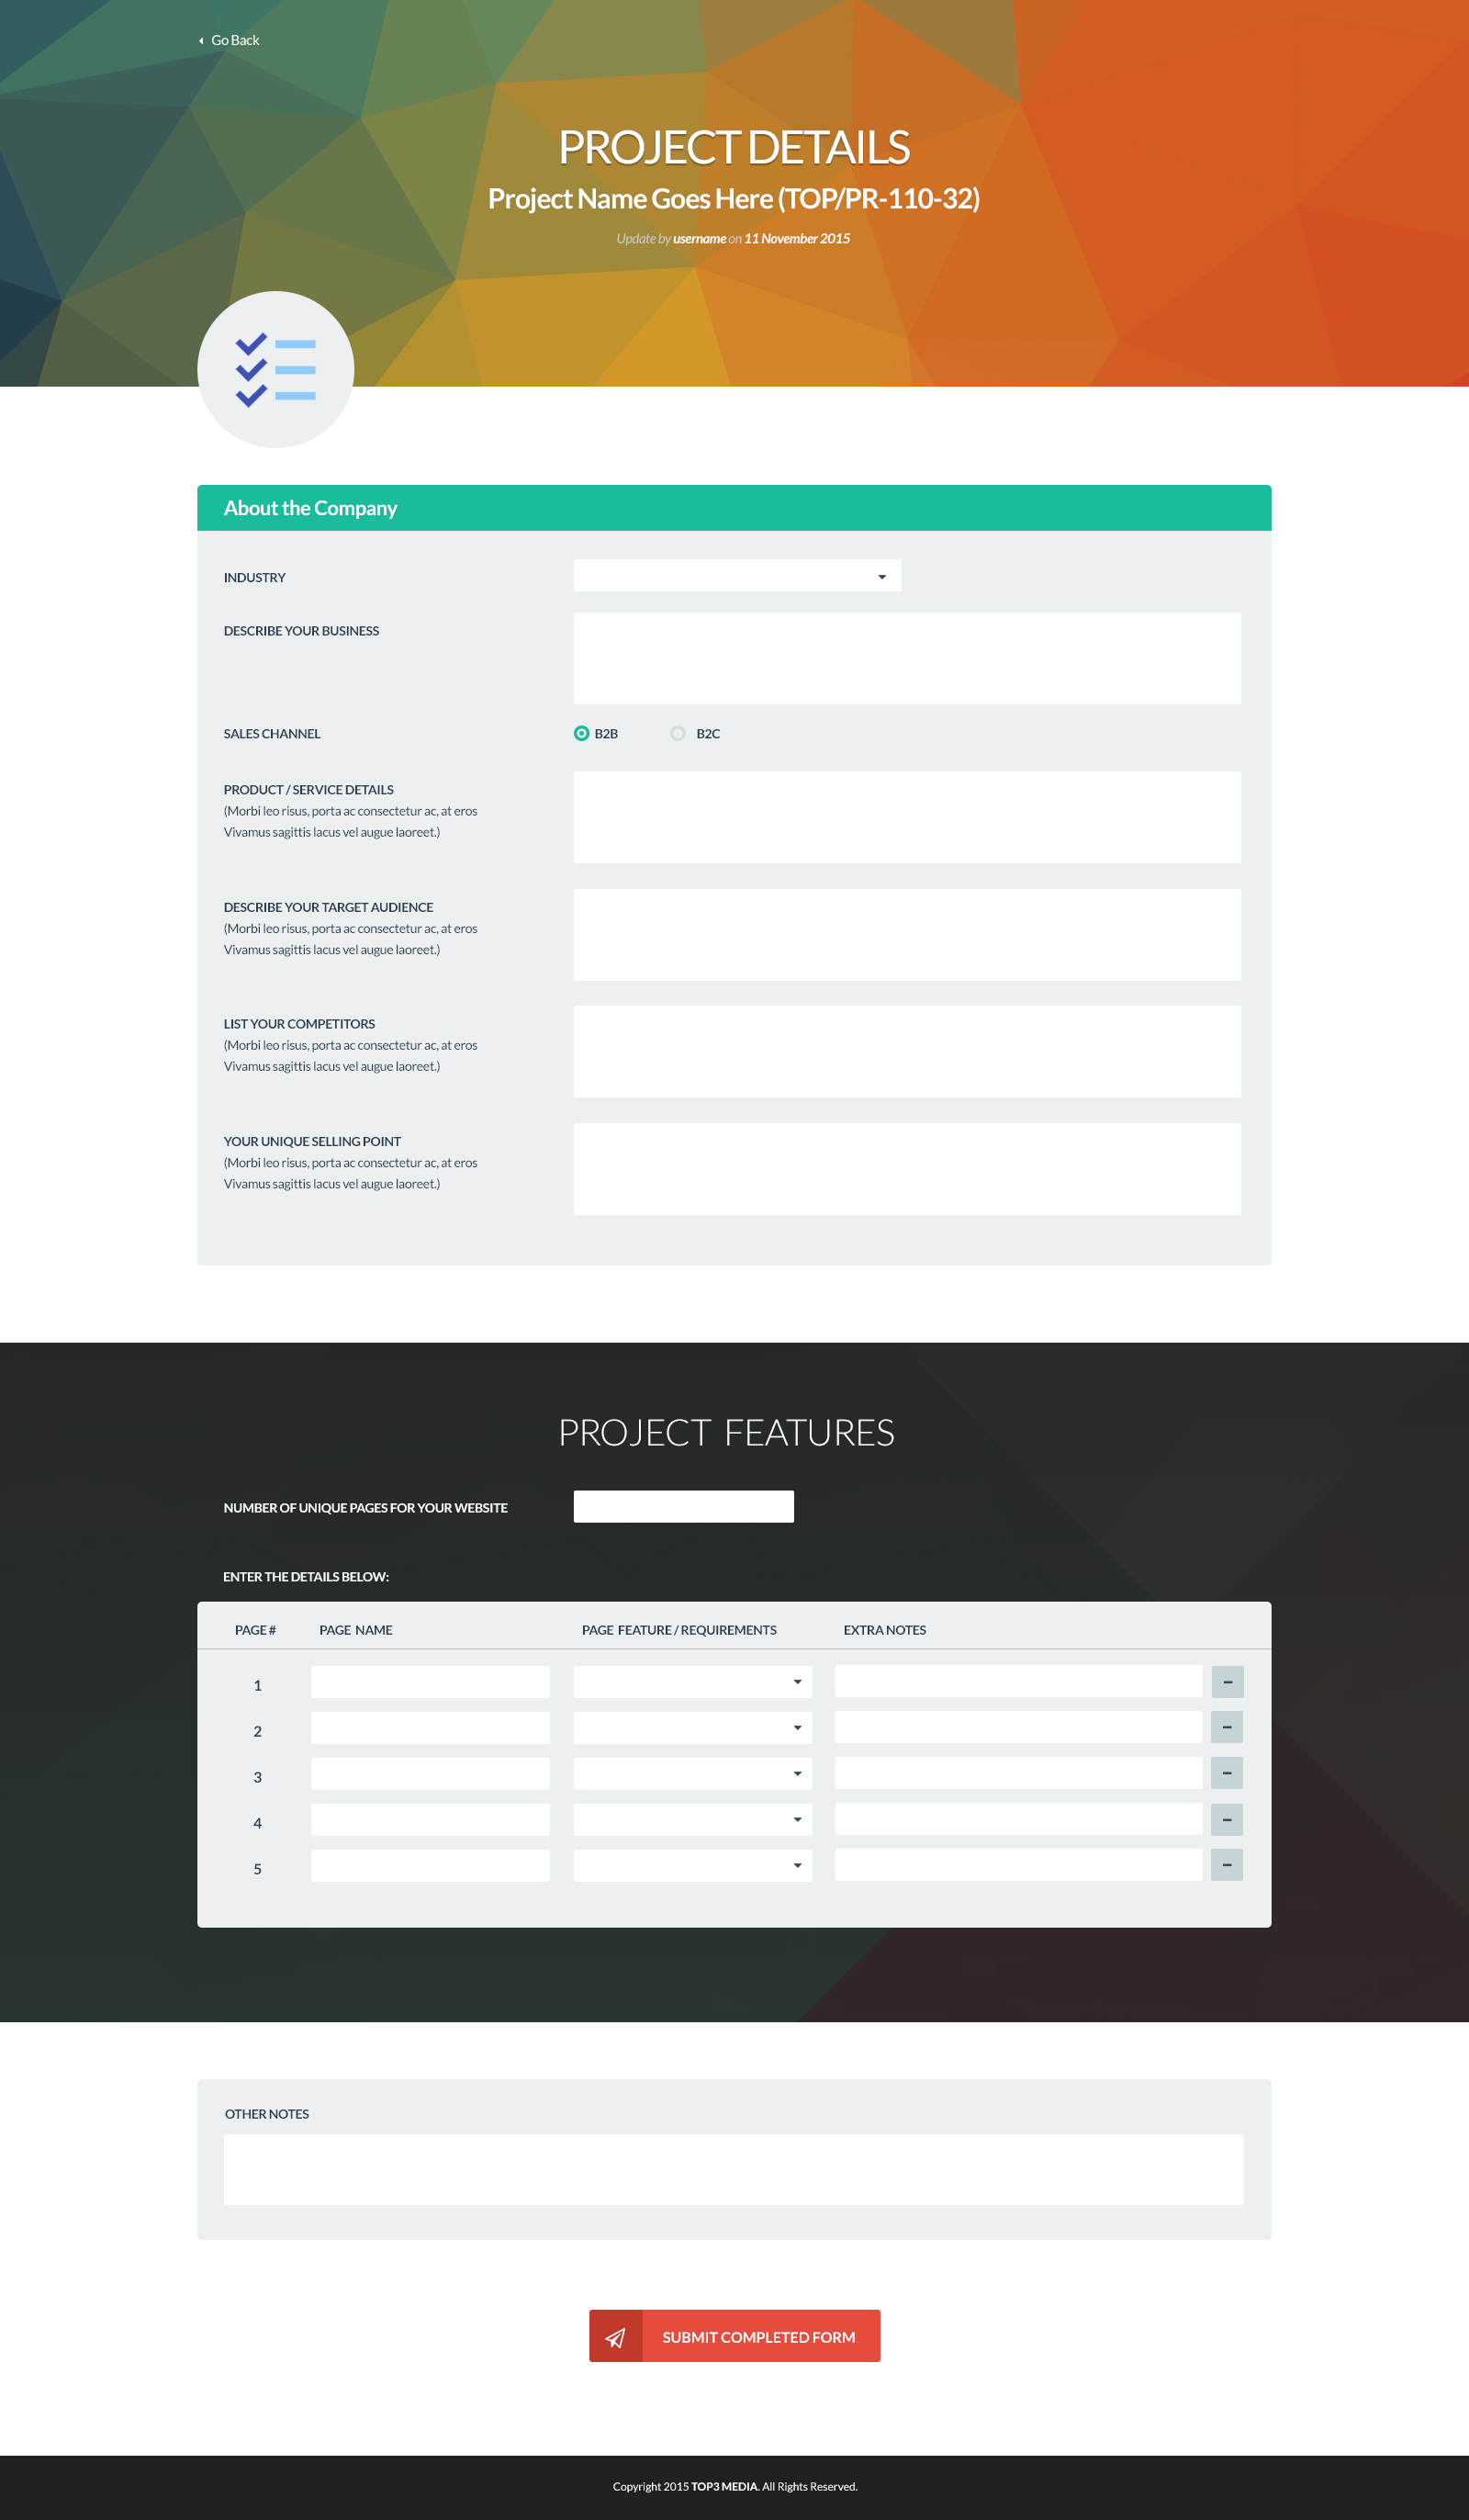 Go Back
PROJECT DETAILS
Project Name Goes Here (TOP/PR-110-32)
Update by username on 11 November 2015
About the Company
INDUSTRY
DESCRIBE YOUR BUSINESS
SALES CHANNEL
B2B
B2C
PRODUCT / SERVICE DETAILS
(Morbi leo risus, porta ac consectetur ac, at eros
Vivamus sagittis lacus vel augue laoreet.)
DESCRIBE YOUR TARGET AUDIENCE
(Morbi leo risus, porta ac consectetur ac, at eros
Vivamus sagittis lacus vel augue laoreet.)
LIST YOUR COMPETITORS
(Morbi leo risus, porta ac consectetur ac, at eros
Vivamus sagittis lacus vel augue laoreet.)
YOUR UNIQUE SELLING POINT
(Morbi leo risus, porta ac consectetur ac, at eros
Vivamus sagittis lacus vel augue laoreet.)
PROJECT FEATURES
NUMBER OF UNIQUE PAGES FOR YOUR WEBSITE
ENTER THE DETAILS BELOW:
PAGE # PAGE NAME PAGE FEATURE / REQUIREMENTS EXTRA NOTES
1
2
3
4
5
OTHER NOTES
SUBMIT COMPLETED FORM
Copyright 2015 TOP3 MEDIA. All Rights Reserved.